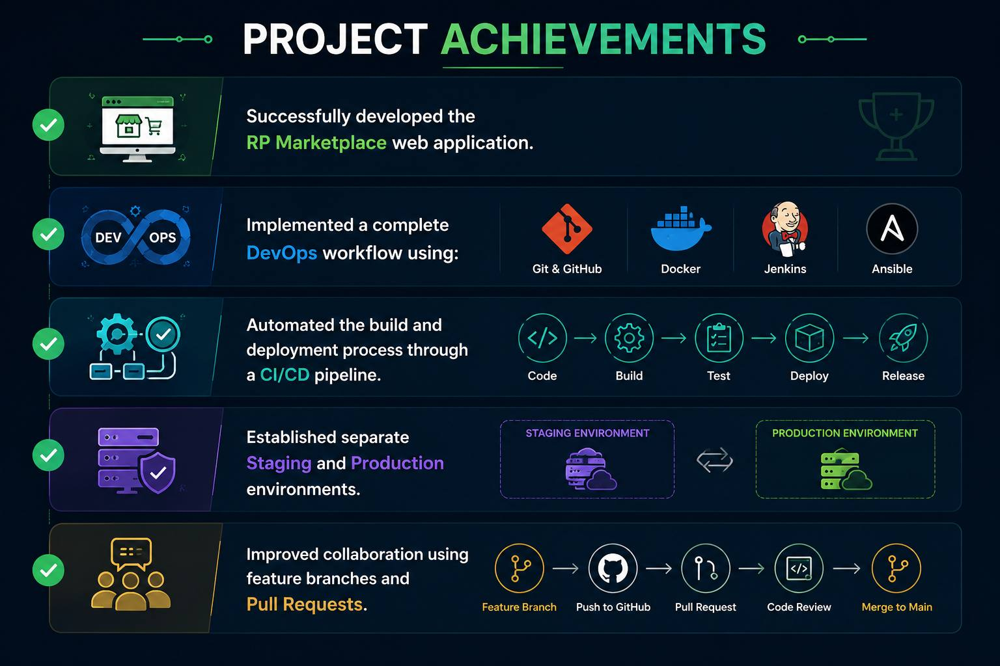 PROJECT ACHIEVEMENTS
Successfully developed the
RP Marketplace web application.
DEV OPS
Implemented a complete
DevOps workflow using:
Git & GitHub
Docker
Jenkins
Ansible
Automated the build and
deployment process through
a CI/CD pipeline.
Code
Build
Test
Deploy
Release
Established separate
Staging and Production
environments.
STAGING ENVIRONMENT
PRODUCTION ENVIRONMENT
Improved collaboration using
feature branches and
Pull Requests.
Feature Branch
Push to GitHub
Pull Request
Code Review
Merge to Main